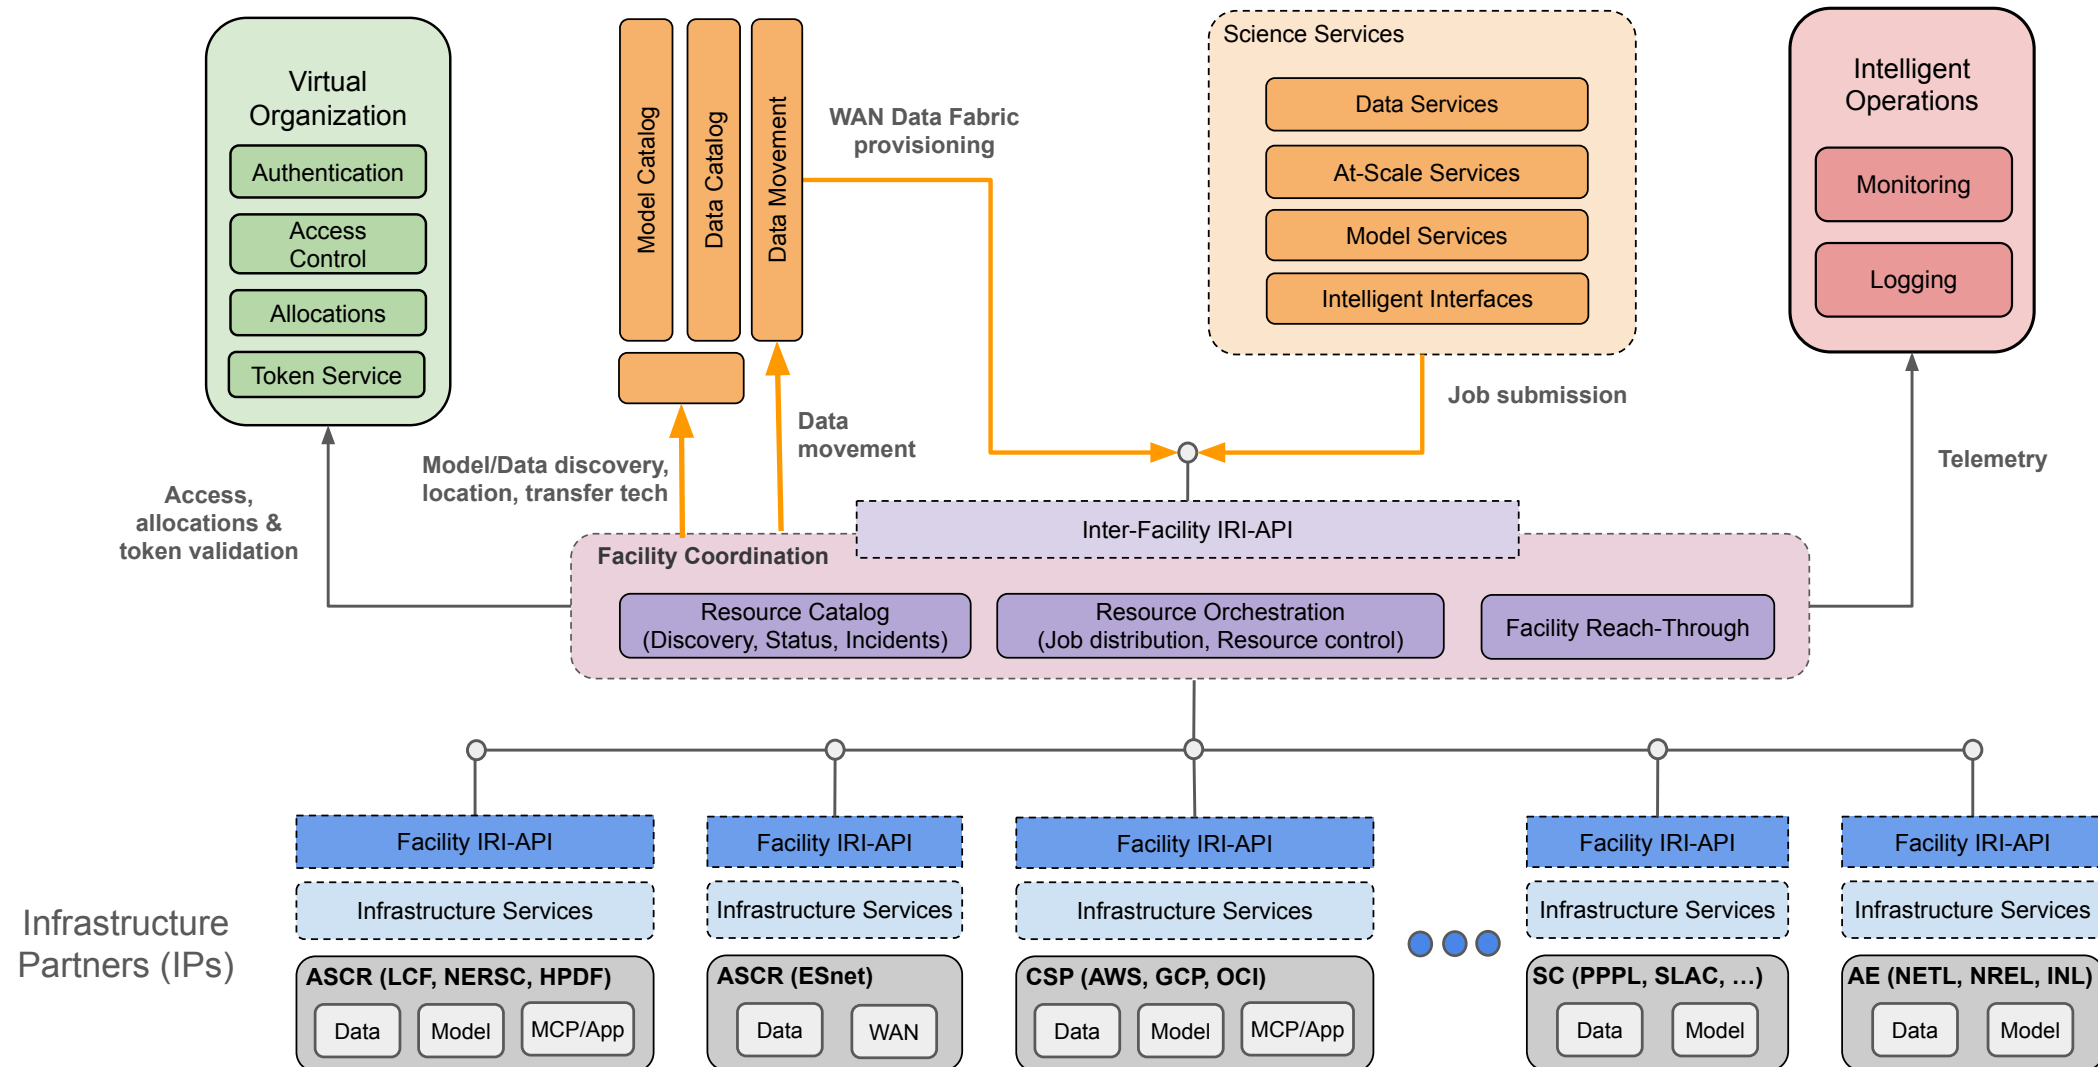 Virtual
Organization
Authentication
Access
Control
Allocations
Token Service
Model Catalog
Data Catalog
Data Movement
WAN Data Fabric
provisioning
Science Services
Data Services
At-Scale Services
Model Services
Intelligent Interfaces
Intelligent
Operations
Monitoring
Logging
Job submission
Data
movement
Model/Data discovery,
location, transfer tech
Telemetry
Access,
allocations &
token validation
Inter-Facility IRI-API
Facility Coordination
Resource Catalog
(Discovery, Status, Incidents)
Resource Orchestration
(Job distribution, Resource control)
Facility Reach-Through
Infrastructure
Partners (IPs)
Facility IRI-API
Infrastructure Services
ASCR (LCF, NERSC, HPDF)
Data
Model
MCP/App
Facility IRI-API
Infrastructure Services
ASCR (ESnet)
Data
WAN
Facility IRI-API
Infrastructure Services
CSP (AWS, GCP, OCI)
Data
Model
MCP/App
Facility IRI-API
Infrastructure Services
SC (PPPL, SLAC, …)
Data
Model
Facility IRI-API
Infrastructure Services
AE (NETL, NREL, INL)
Data
Model